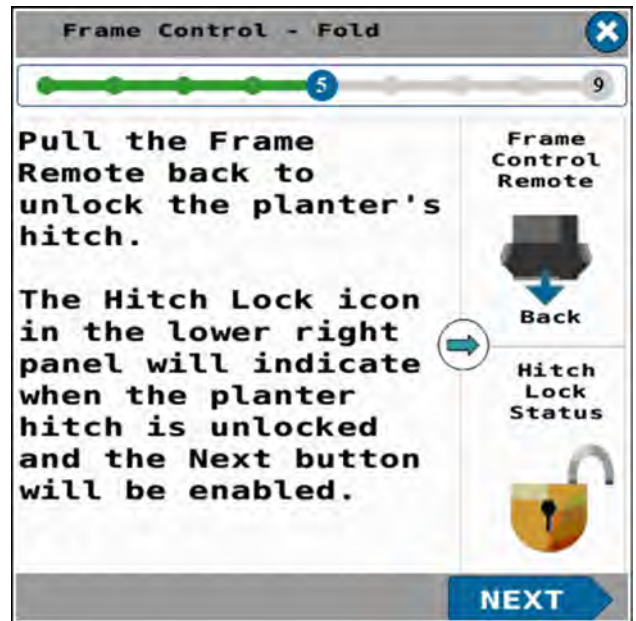 Frame Control - Fold
5
9
Pull the Frame
Remote back to
unlock the planter's
hitch.
The Hitch Lock icon
in the lower right
panel will indicate
when the planter
hitch is unlocked
and the Next button
will be enabled.
Frame
Control
Remote
Back
Hitch
Lock
Status
NEXT